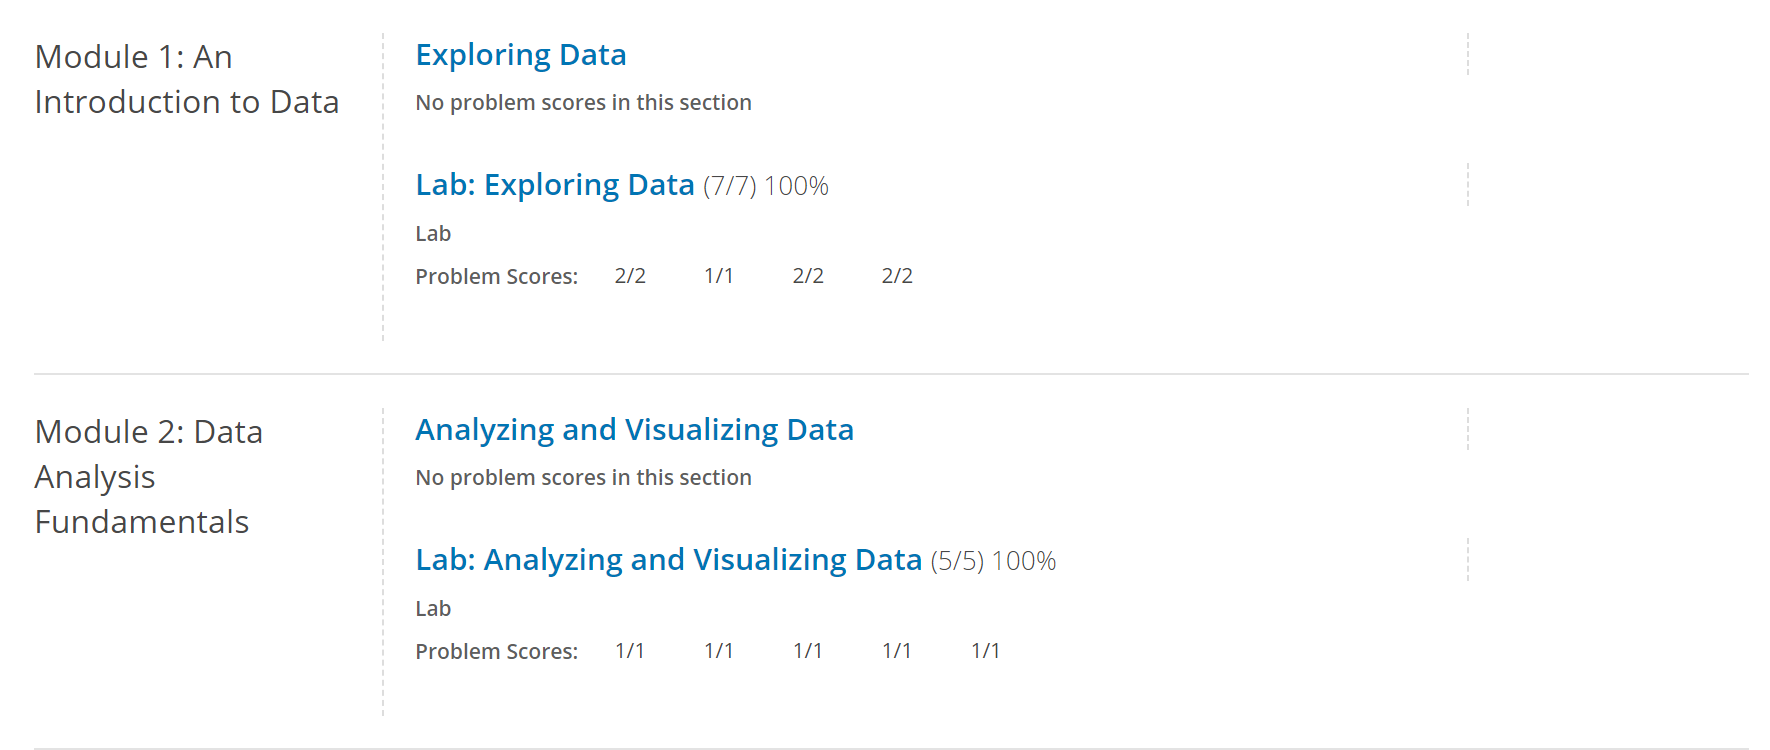 Module 1: An
Introduction to Data
Exploring Data
No problem scores in this section
Lab: Exploring Data (7/7) 100%
Lab
Problem Scores: 2/2 1/1 2/2 2/2
Module 2: Data
Analysis
Fundamentals
Analyzing and Visualizing Data
No problem scores in this section
Lab: Analyzing and Visualizing Data (5/5) 100%
Lab
Problem Scores: 1/1 1/1 1/1 1/1 1/1